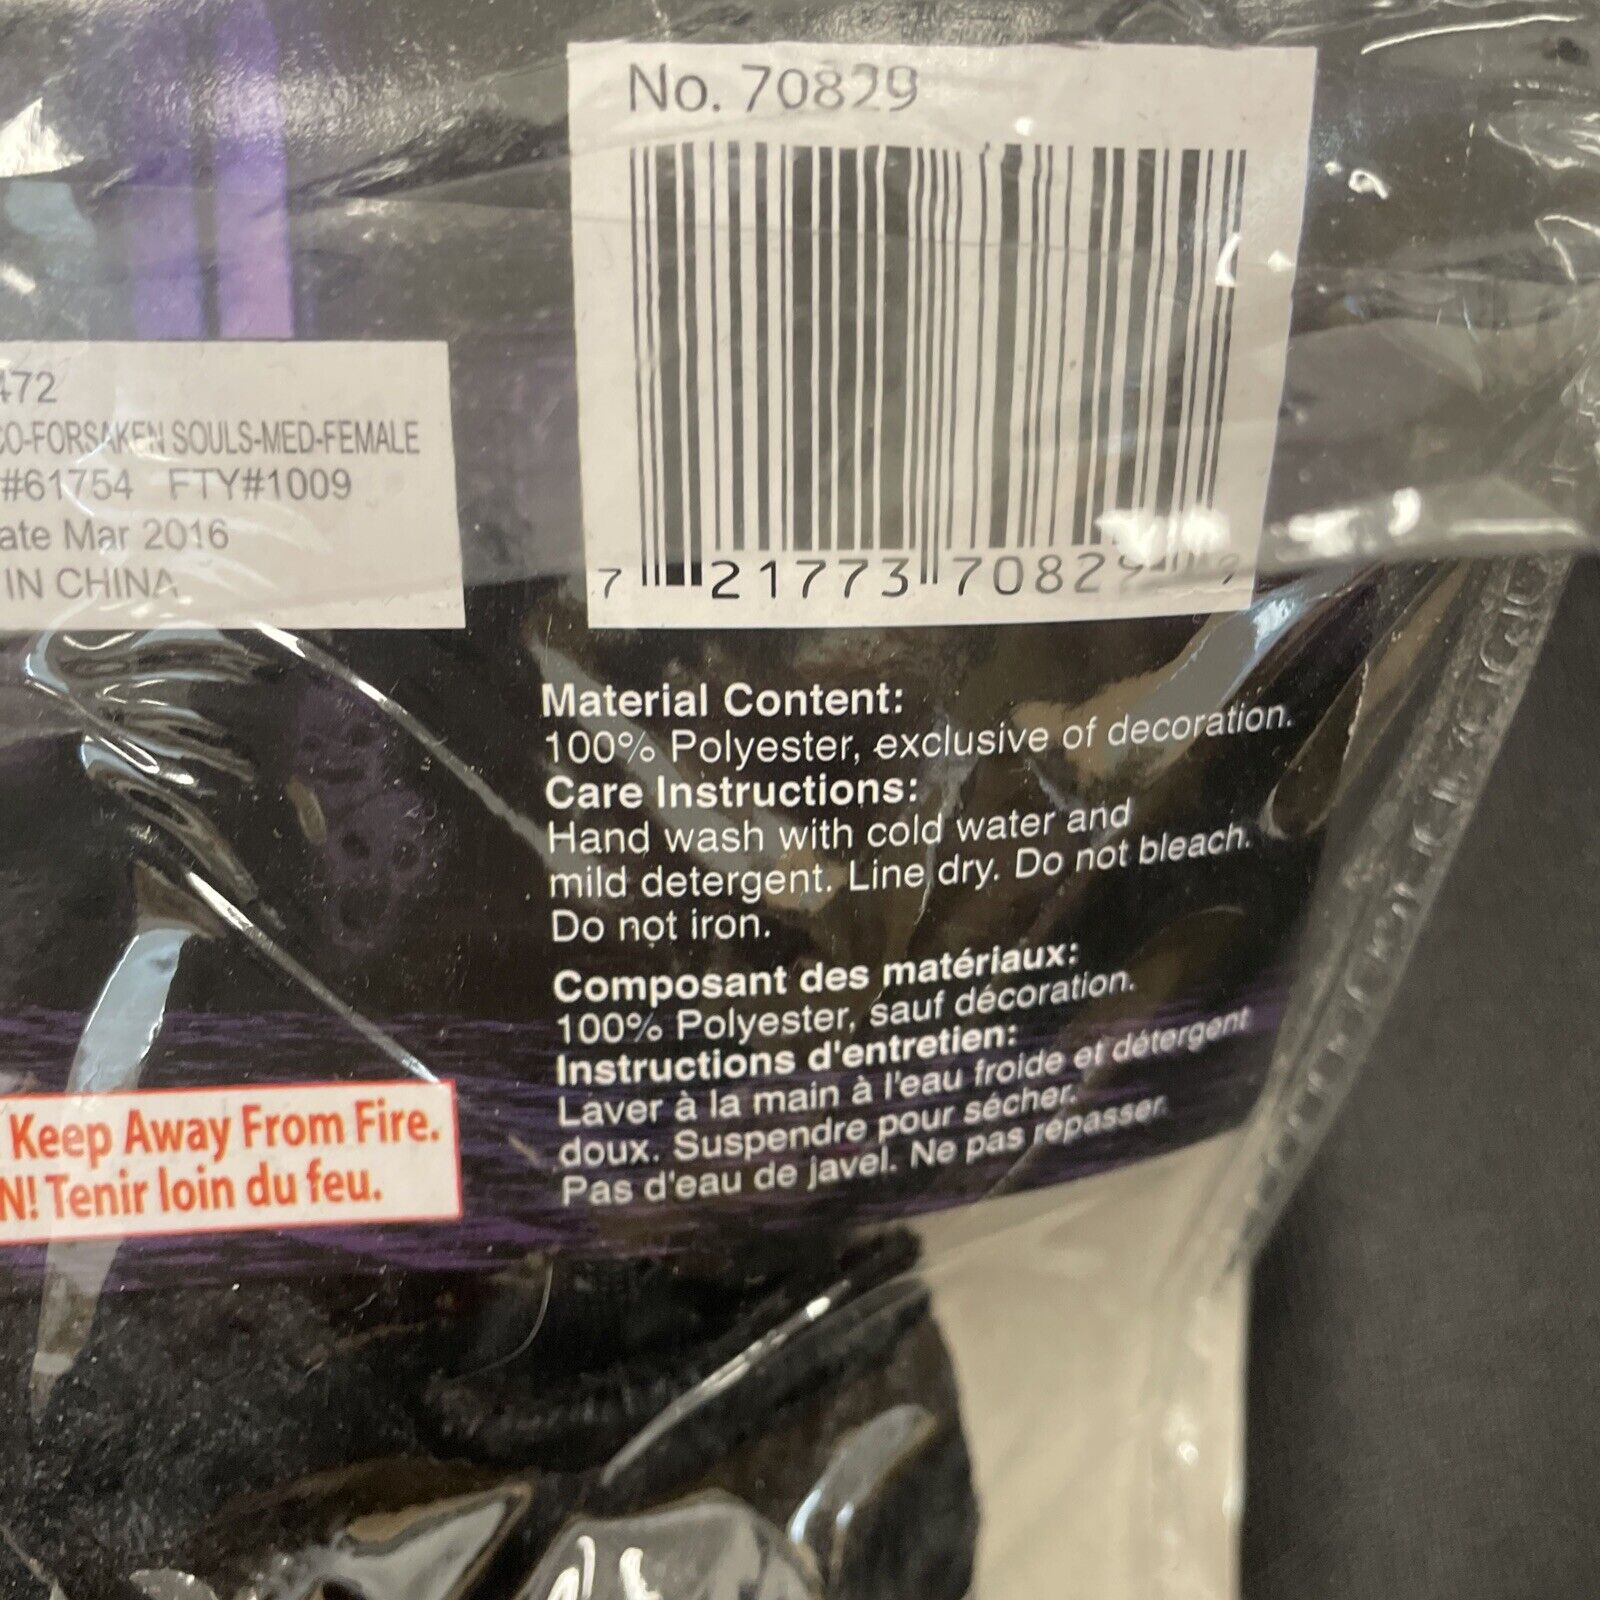 No. 70829
7 21773 70829 9
472
CO-FORSAKEN SOULS-MED-FEMALE
#61754 FTY#1009
ate Mar 2016
IN CHINA
Material Content:
100% Polyester, exclusive of decoration.
Care Instructions:
Hand wash with cold water and
mild detergent. Line dry. Do not bleach.
Do not iron.
Composant des matériaux:
100% Polyester, sauf décoration.
Instructions d'entretien:
Laver à la main à l'eau froide et détergent
doux. Suspendre pour sécher.
Pas d'eau de javel. Ne pas répasser.
Keep Away From Fire.
N! Tenir loin du feu.